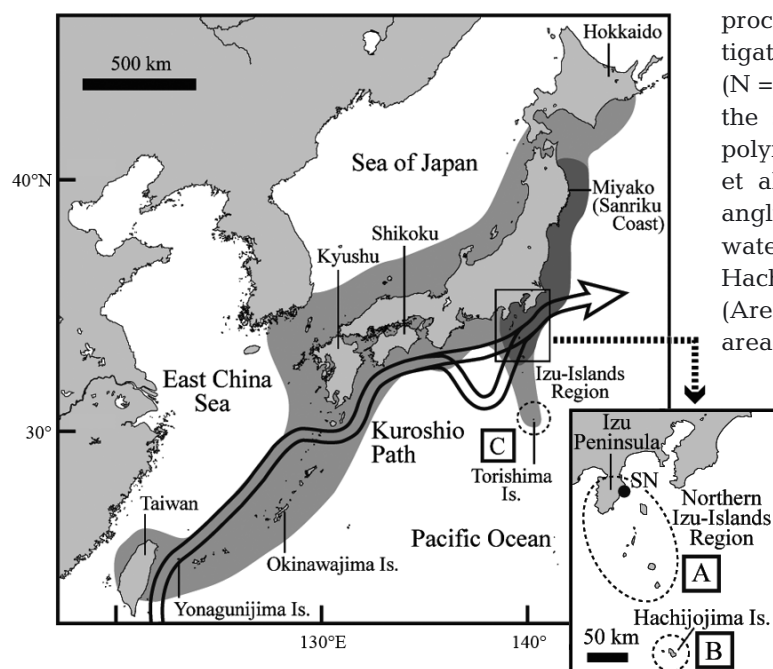 Hokkaido
500 km
Sea of Japan
40°N
Miyako
(Sanriku
Coast)
Shikoku
Kyushu
East China
Sea
Izu-Islands
Region
30°
Kuroshio
Path
C
Torishima
Is.
Taiwan
Pacific Ocean
Okinawajima Is.
Yonagunijima Is.
130°E
140°
Izu
Peninsula
SN
Northern
Izu-Islands
Region
A
Hachijojima Is.
50 km
B
proc
tigat
(N =
the
polyr
et al
angl
wate
Hach
(Are
area